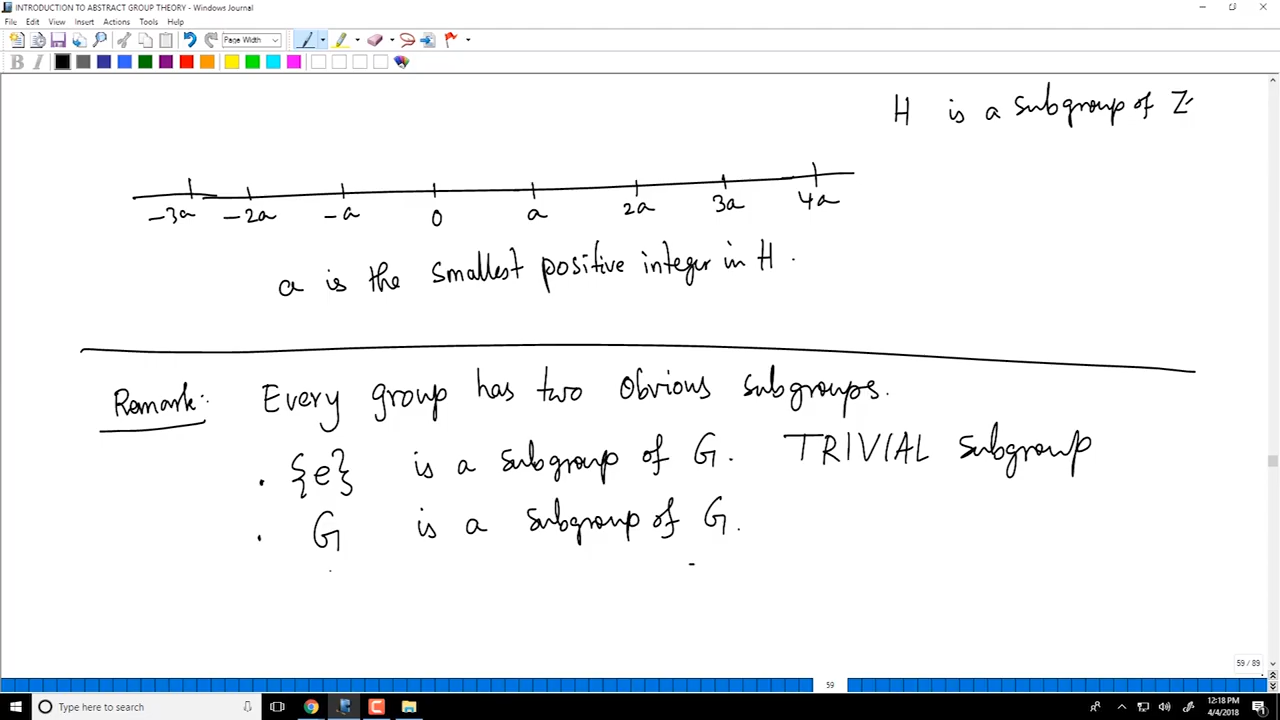 INTRODUCTION TO ABSTRACT GROUP THEORY - Windows Journal
File Edit View Insert Actions Tools Help
Page Width
B I
H is a subgroup of Z
-3a -2a -a 0 a 2a 3a 4a
a is the smallest positive integer in H.
Remark: Every group has two obvious subgroups.
. {e} is a subgroup of G. TRIVIAL subgroup
. G is a subgroup of G.
59 / 89
59
Type here to search
12:18 PM
4/4/2018